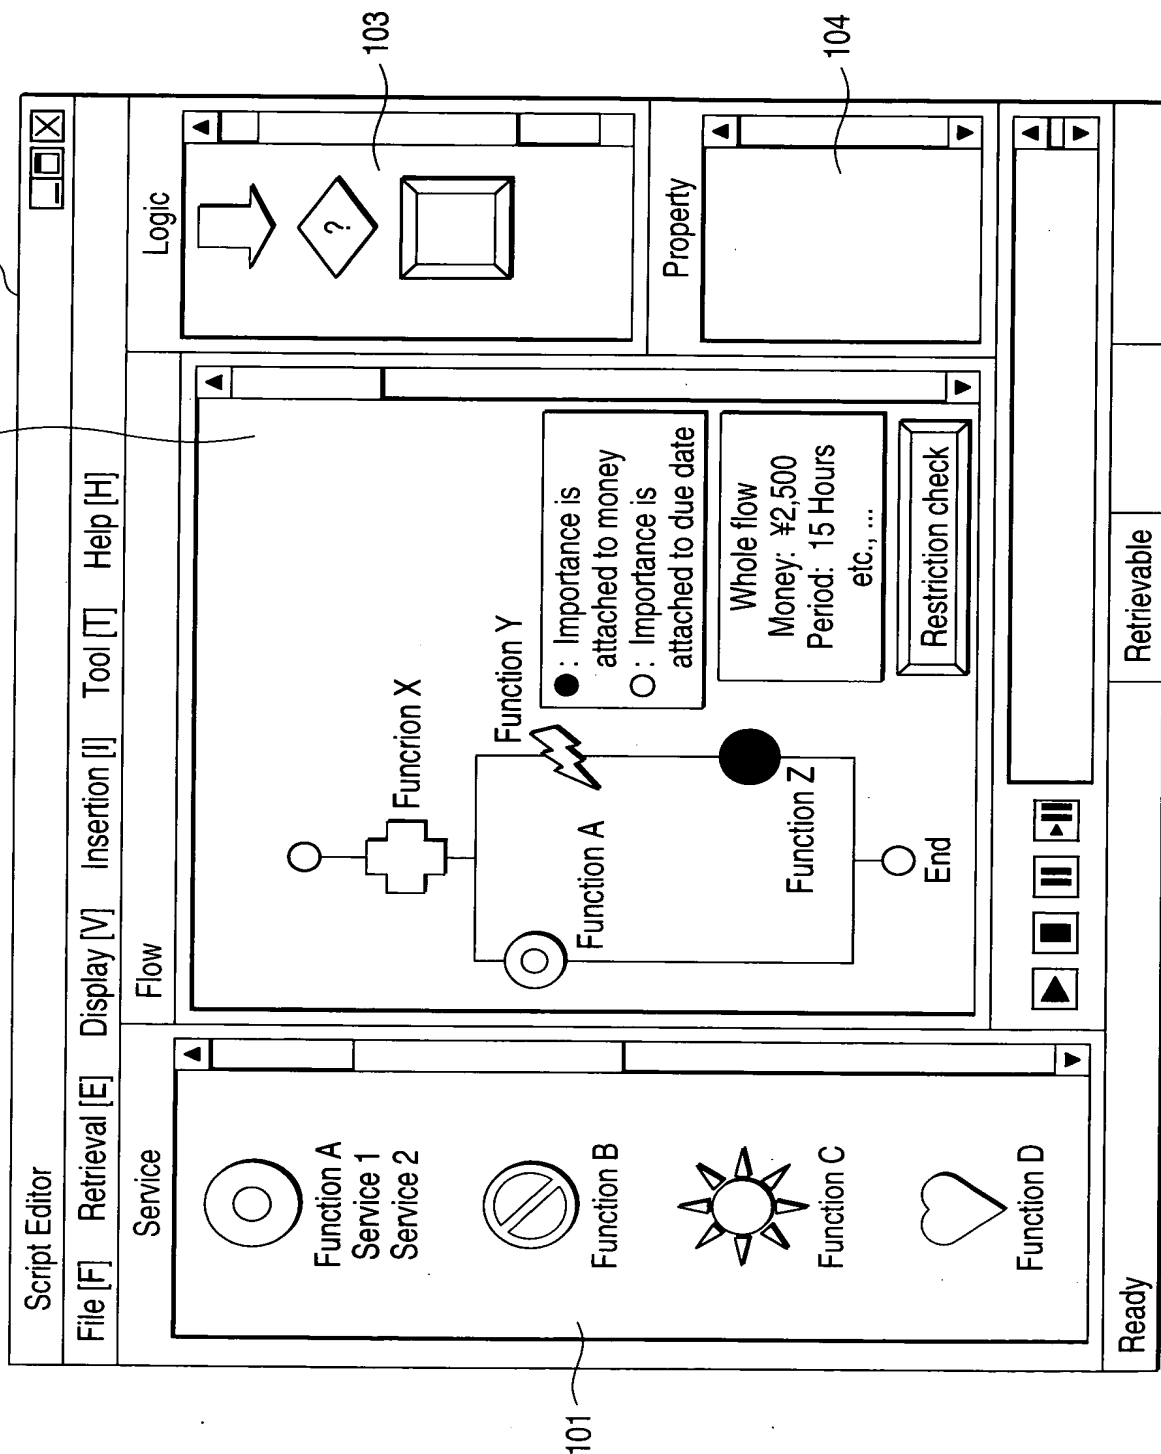 Script Editor
File [F] Retrieval [E] Display [V] Insertion [I] Tool [T] Help [H]
Service
Function A
Service 1
Service 2
Function B
Function C
Function D
101
Flow
Funcrion X
Function Y
Function A
Function Z
End
● : Importance is
attached to money
○ : Importance is
attached to due date
Whole flow
Money: ¥2,500
Period: 15 Hours
etc., ...
Restriction check
Logic
?
103
Property
104
Ready
Retrievable